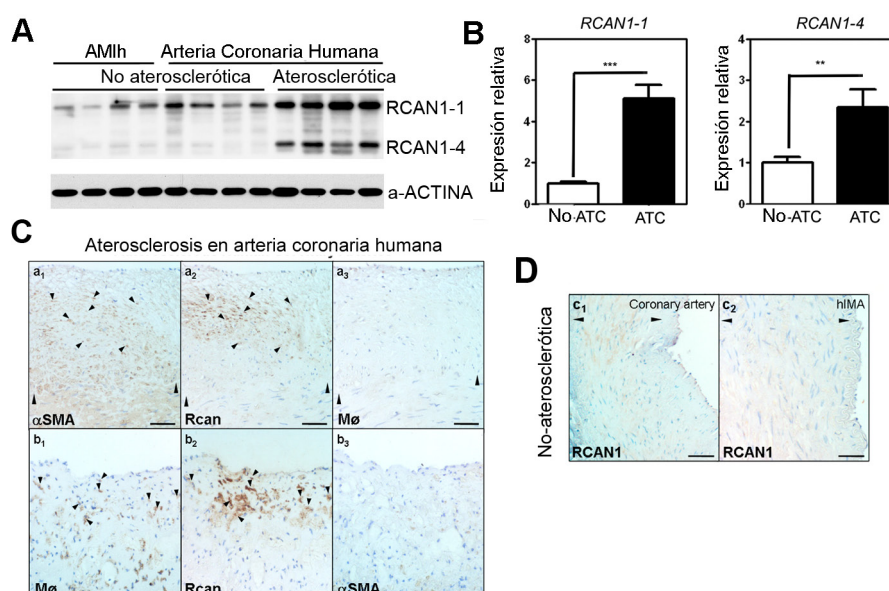 A
AMIh
Arteria Coronaria Humana
No aterosclerótica
Aterosclerótica
RCAN1-1
RCAN1-4
a-ACTINA
B
RCAN1-1
Expresión relativa
8
6
4
2
0
***
No-ATC
ATC
RCAN1-4
Expresión relativa
4
3
2
1
0
**
No-ATC
ATC
C
Aterosclerosis en arteria coronaria humana
a1
αSMA
a2
Rcan
a3
Mø
b1
Mø
b2
Rcan
b3
αSMA
D
No-aterosclerótica
c1
Coronary artery
RCAN1
c2
hIMA
RCAN1